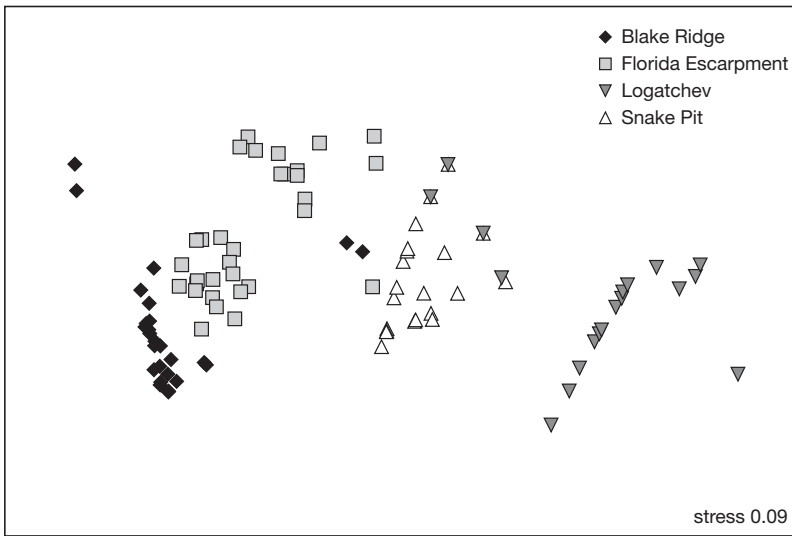 Blake Ridge
Florida Escarpment
Logatchev
Snake Pit
stress 0.09